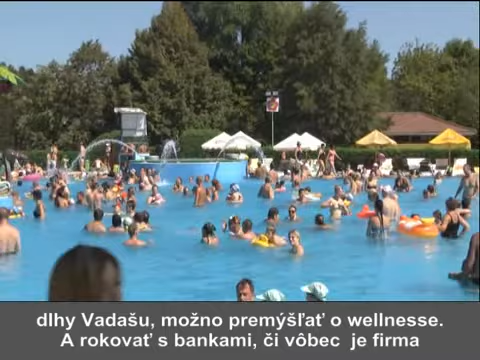 dlhy Vadašu, možno premýšľať o wellnesse.
A rokovať s bankami, či vôbec je firma